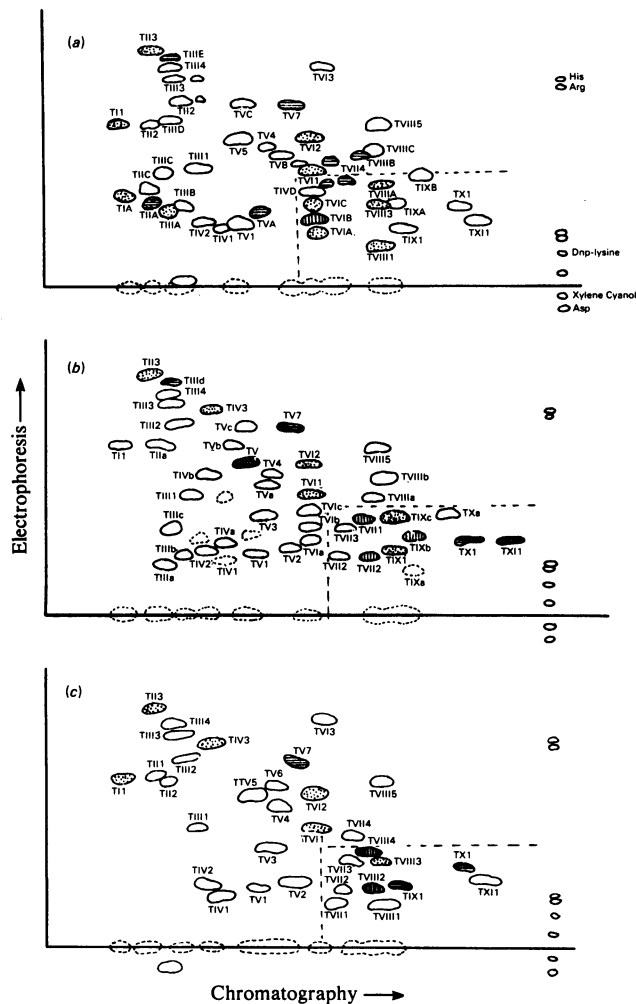 (a)
TII3
TIIIE
TIII4
TIII3
TII2
TI1
TII2
TIIID
TVC
TV7
TVI3
TV5
TV4
TVB
TVI2
TVI1
TVII4
TVIII5
TVIIIC
TVIIIB
TIIC
TIIIC
TIII1
TIA
TIIA
TIIIA
TIIIB
TIV2
TIV1
TV1
TVA
TVID
TVIC
TVIB
TVIA
TVIIIA
TVIII3
TVIII1
TIXB
TIXA
TIX1
TX1
TXI1
His
Arg
Dnp-lysine
Xylene Cyanol
Asp
(b)
TII3
TIIId
TIII4
TIII3
TIV3
TIII2
TVc
TV7
TI1
TIIa
TVb
TV
TVI2
TVIII5
TIVb
TV4
TVa
TVIIIb
TIII1
TVI1
TVIIIa
TIIIc
TVIc
TVIb
TV3
TVII3
TVII1
TIXc
TXa
TIVa
TIIIb
TIV2
TIV1
TV1
TV2
TVIa
TVII2
TVII2
TIX1
TIXb
TIXa
TX1
TXI1
TIIIa
(c)
TII3
TIII4
TIII3
TIV3
TVI3
TIII2
TV7
TI1
TII1
TII2
TTV5
TV6
TV4
TVI2
TVIII5
TIII1
TVI1
TVII4
TVIII4
TV3
TVII3
TVIII3
TX1
TIV2
TIV1
TV1
TV2
TVII2
TVIII2
TIX1
TXI1
TVII1
TVIII1
Electrophoresis
Chromatography